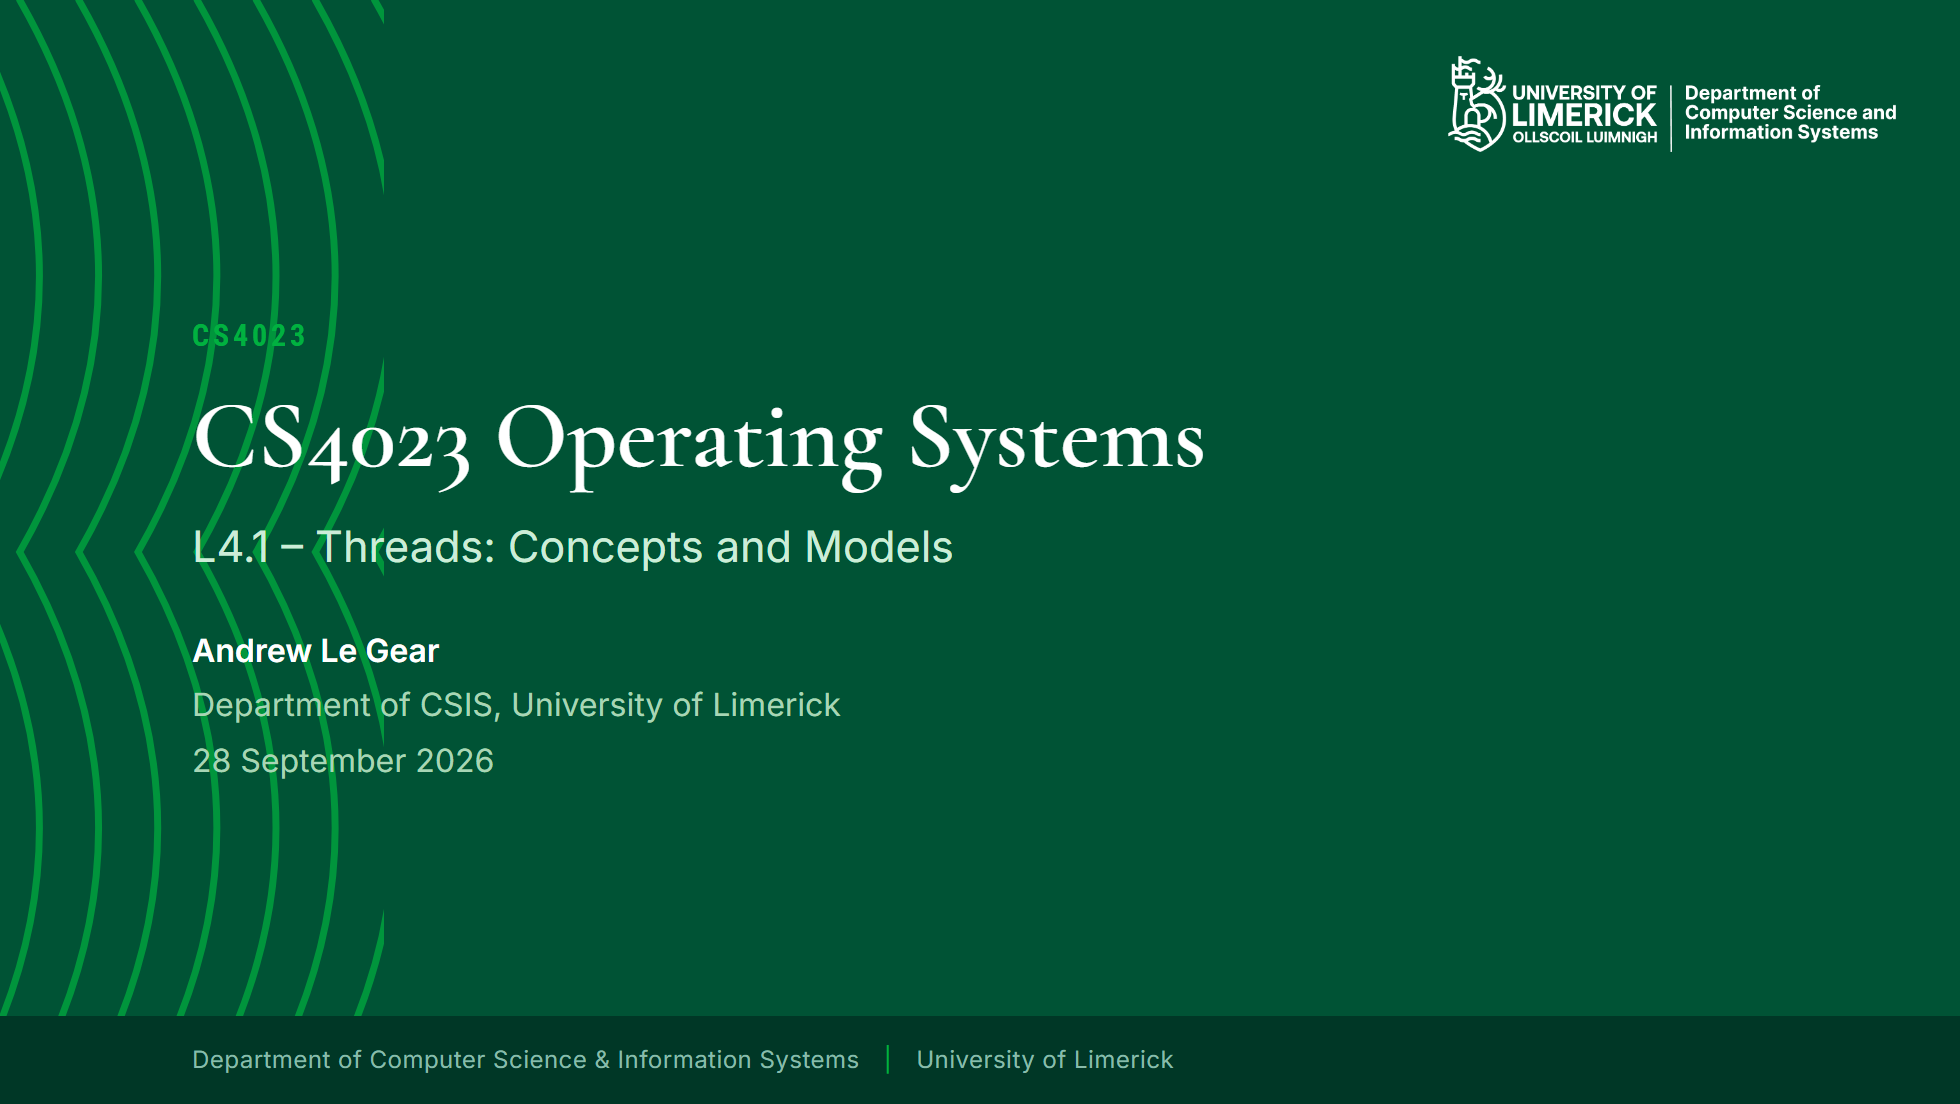 UNIVERSITY OF
LIMERICK
OLLSCOIL LUIMNIGH
Department of
Computer Science and
Information Systems
CS4023
CS4023 Operating Systems
L4.1 – Threads: Concepts and Models
Andrew Le Gear
Department of CSIS, University of Limerick
28 September 2026
Department of Computer Science & Information Systems | University of Limerick